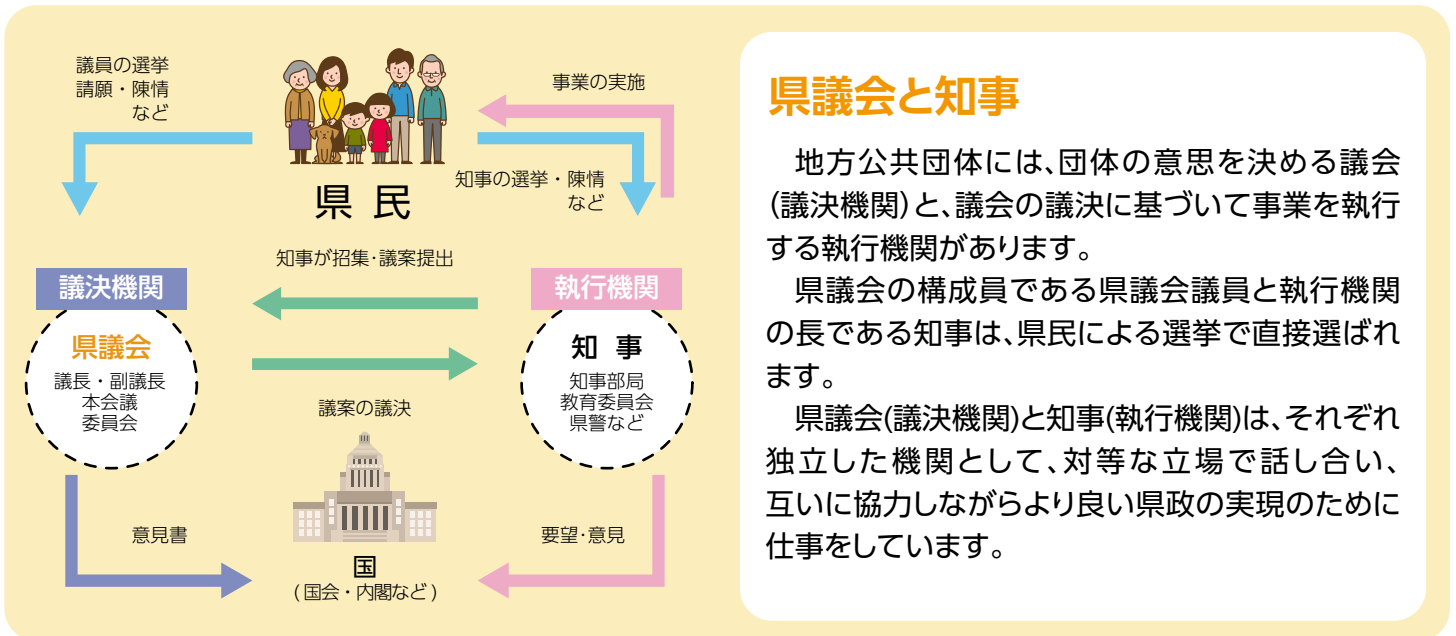 議員の選挙
請願・陳情
など
事業の実施
県民
知事の選挙・陳情
など
知事が招集・議案提出
議決機関
県議会
議長・副議長
本会議
委員会
執行機関
知事
知事部局
教育委員会
県警など
議案の議決
意見書
要望・意見
国
(国会・内閣など)
県議会と知事
地方公共団体には、団体の意思を決める議会
(議決機関)と、議会の議決に基づいて事業を執行
する執行機関があります。
県議会の構成員である県議会議員と執行機関
の長である知事は、県民による選挙で直接選ばれ
ます。
県議会(議決機関)と知事(執行機関)は、それぞれ
独立した機関として、対等な立場で話し合い、
互いに協力しながらより良い県政の実現のために
仕事をしています。